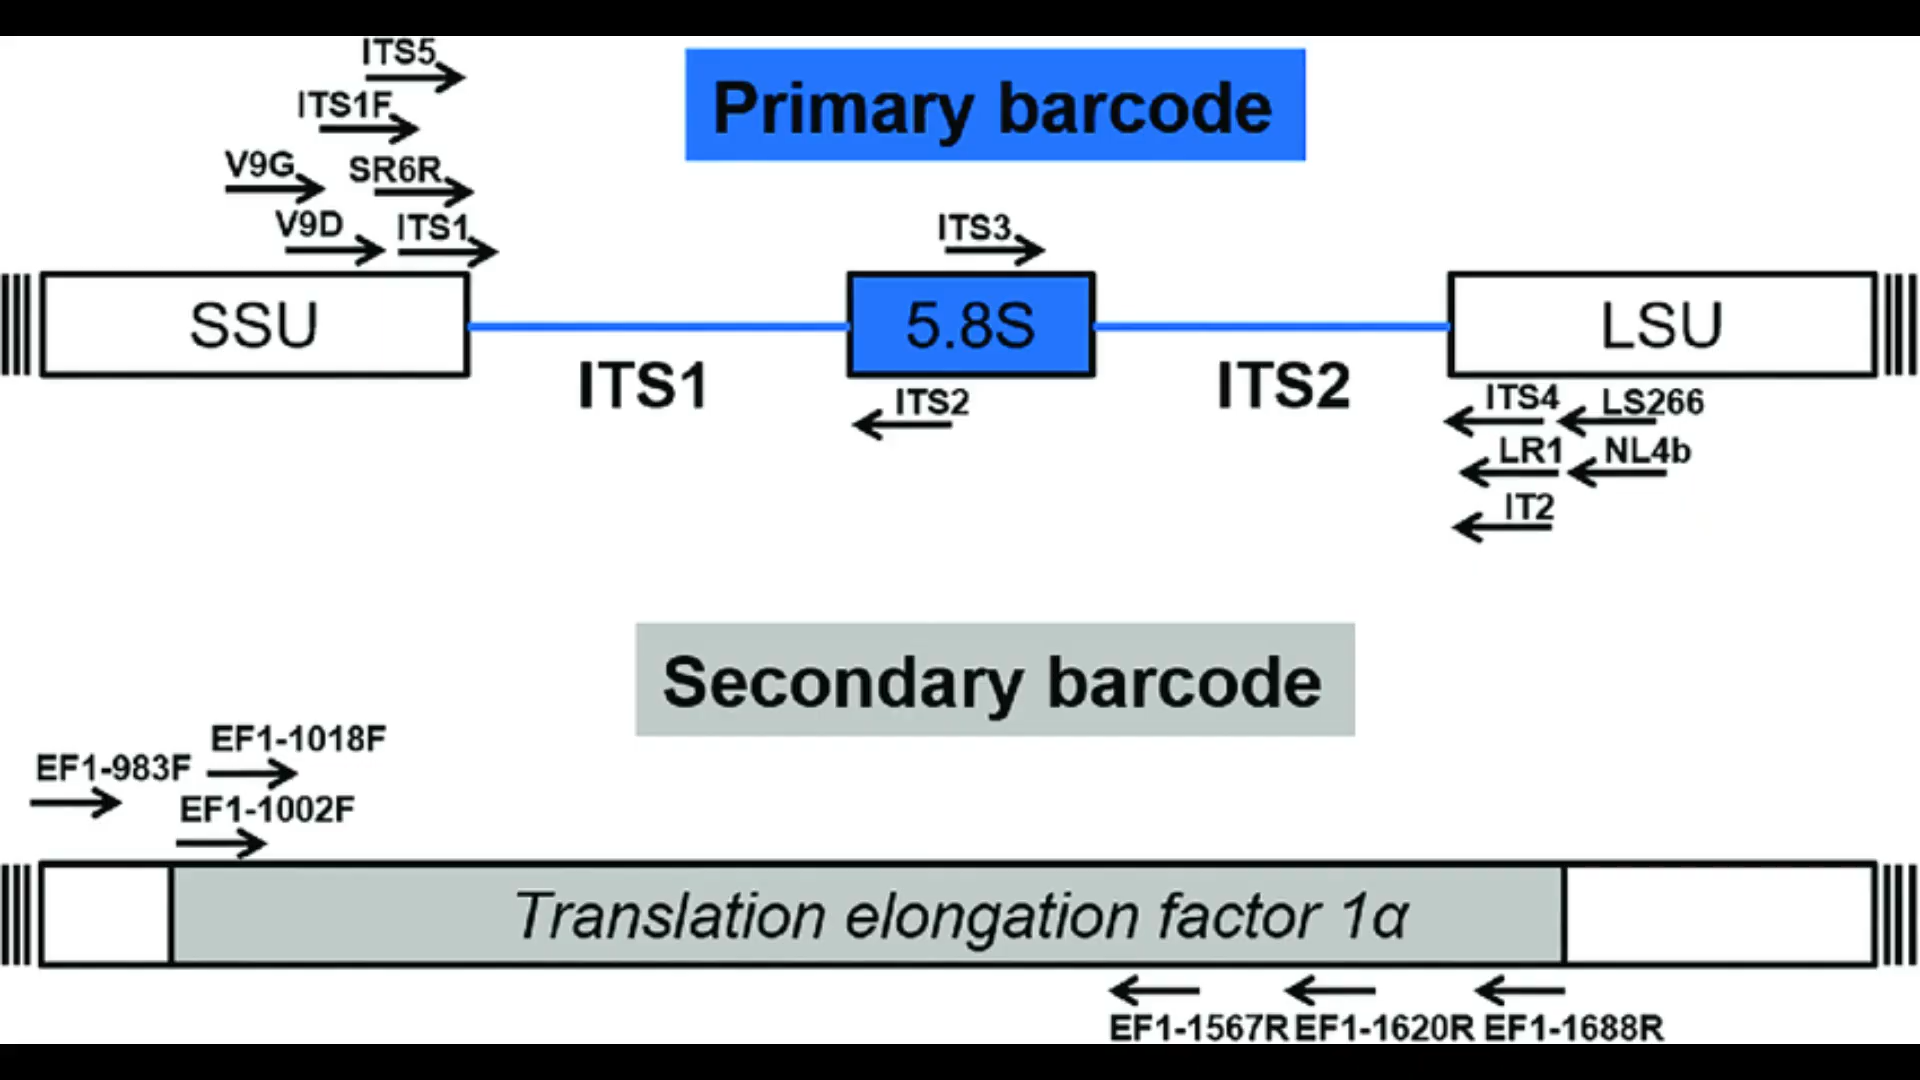 ITS5
Primary barcode
ITS1F
V9G
SR6R
V9D
ITS1
ITS3
SSU
5.8S
LSU
ITS1
ITS2
ITS2
ITS4
LS266
LR1
NL4b
IT2
Secondary barcode
EF1-1018F
EF1-983F
EF1-1002F
Translation elongation factor 1α
EF1-1567R
EF1-1620R
EF1-1688R